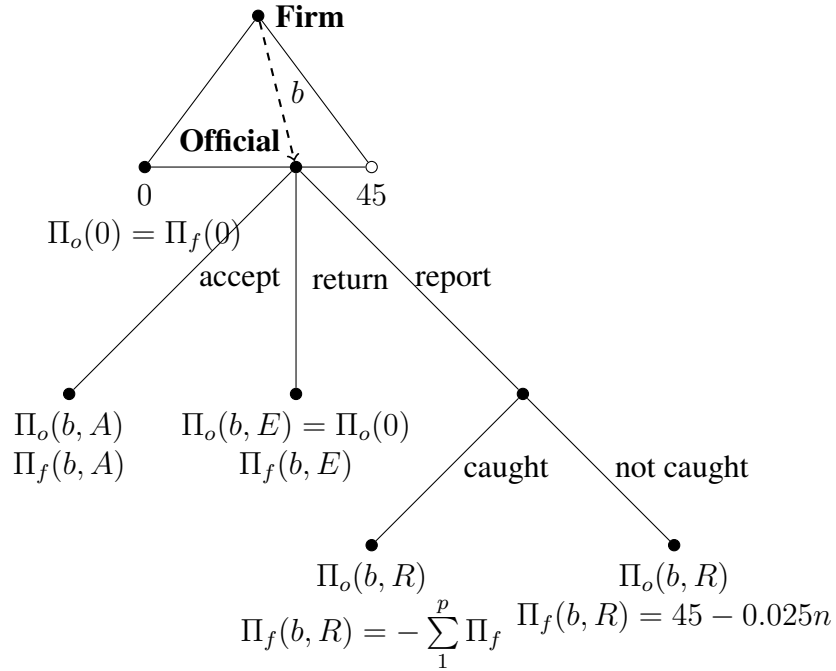 Firm
b
Official
0
45
Π_o(0) = Π_f(0)
accept
return
report
Π_o(b, A)
Π_f(b, A)
Π_o(b, E) = Π_o(0)
Π_f(b, E)
caught
not caught
Π_o(b, R)
Π_f(b, R) = − ∑_1^p Π_f
Π_o(b, R)
Π_f(b, R) = 45 − 0.025n